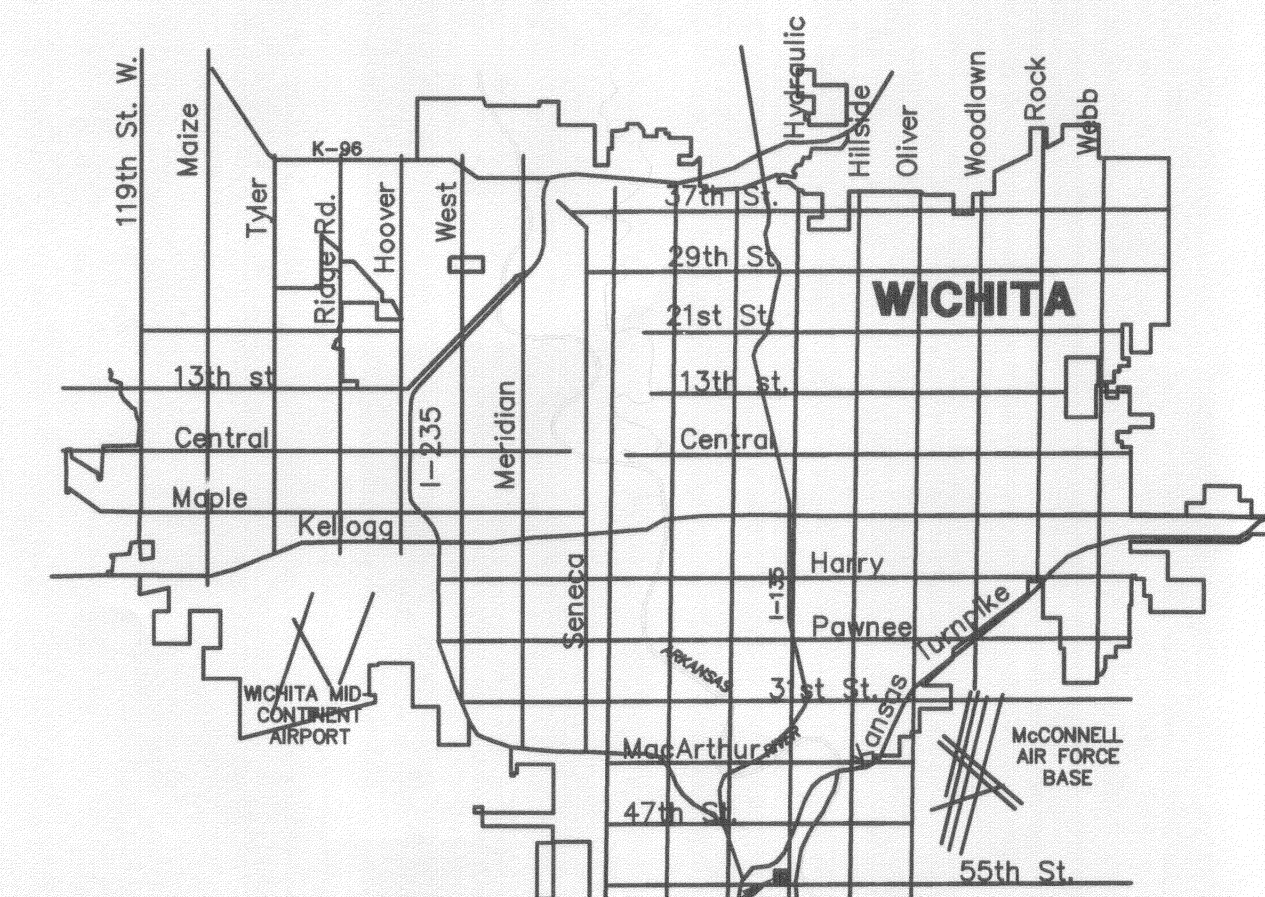 119th St. W.
Maize
Tyler
K-96
Ridge Rd.
Hoover
West
Hydraulic
Hillside
Oliver
Woodlawn
Rock
Webb
37th St.
29th St
21st St.
WICHITA
13th st
13th st.
I-235
Meridian
Central
Central
Maple
Kellogg
Seneca
I-135
Harry
Pawnee
Kansas Turnpike
ARKANSAS
RIVER
31st St.
WICHITA MID-
CONTINENT
AIRPORT
MacArthur
McCONNELL
AIR FORCE
BASE
47th St.
55th St.